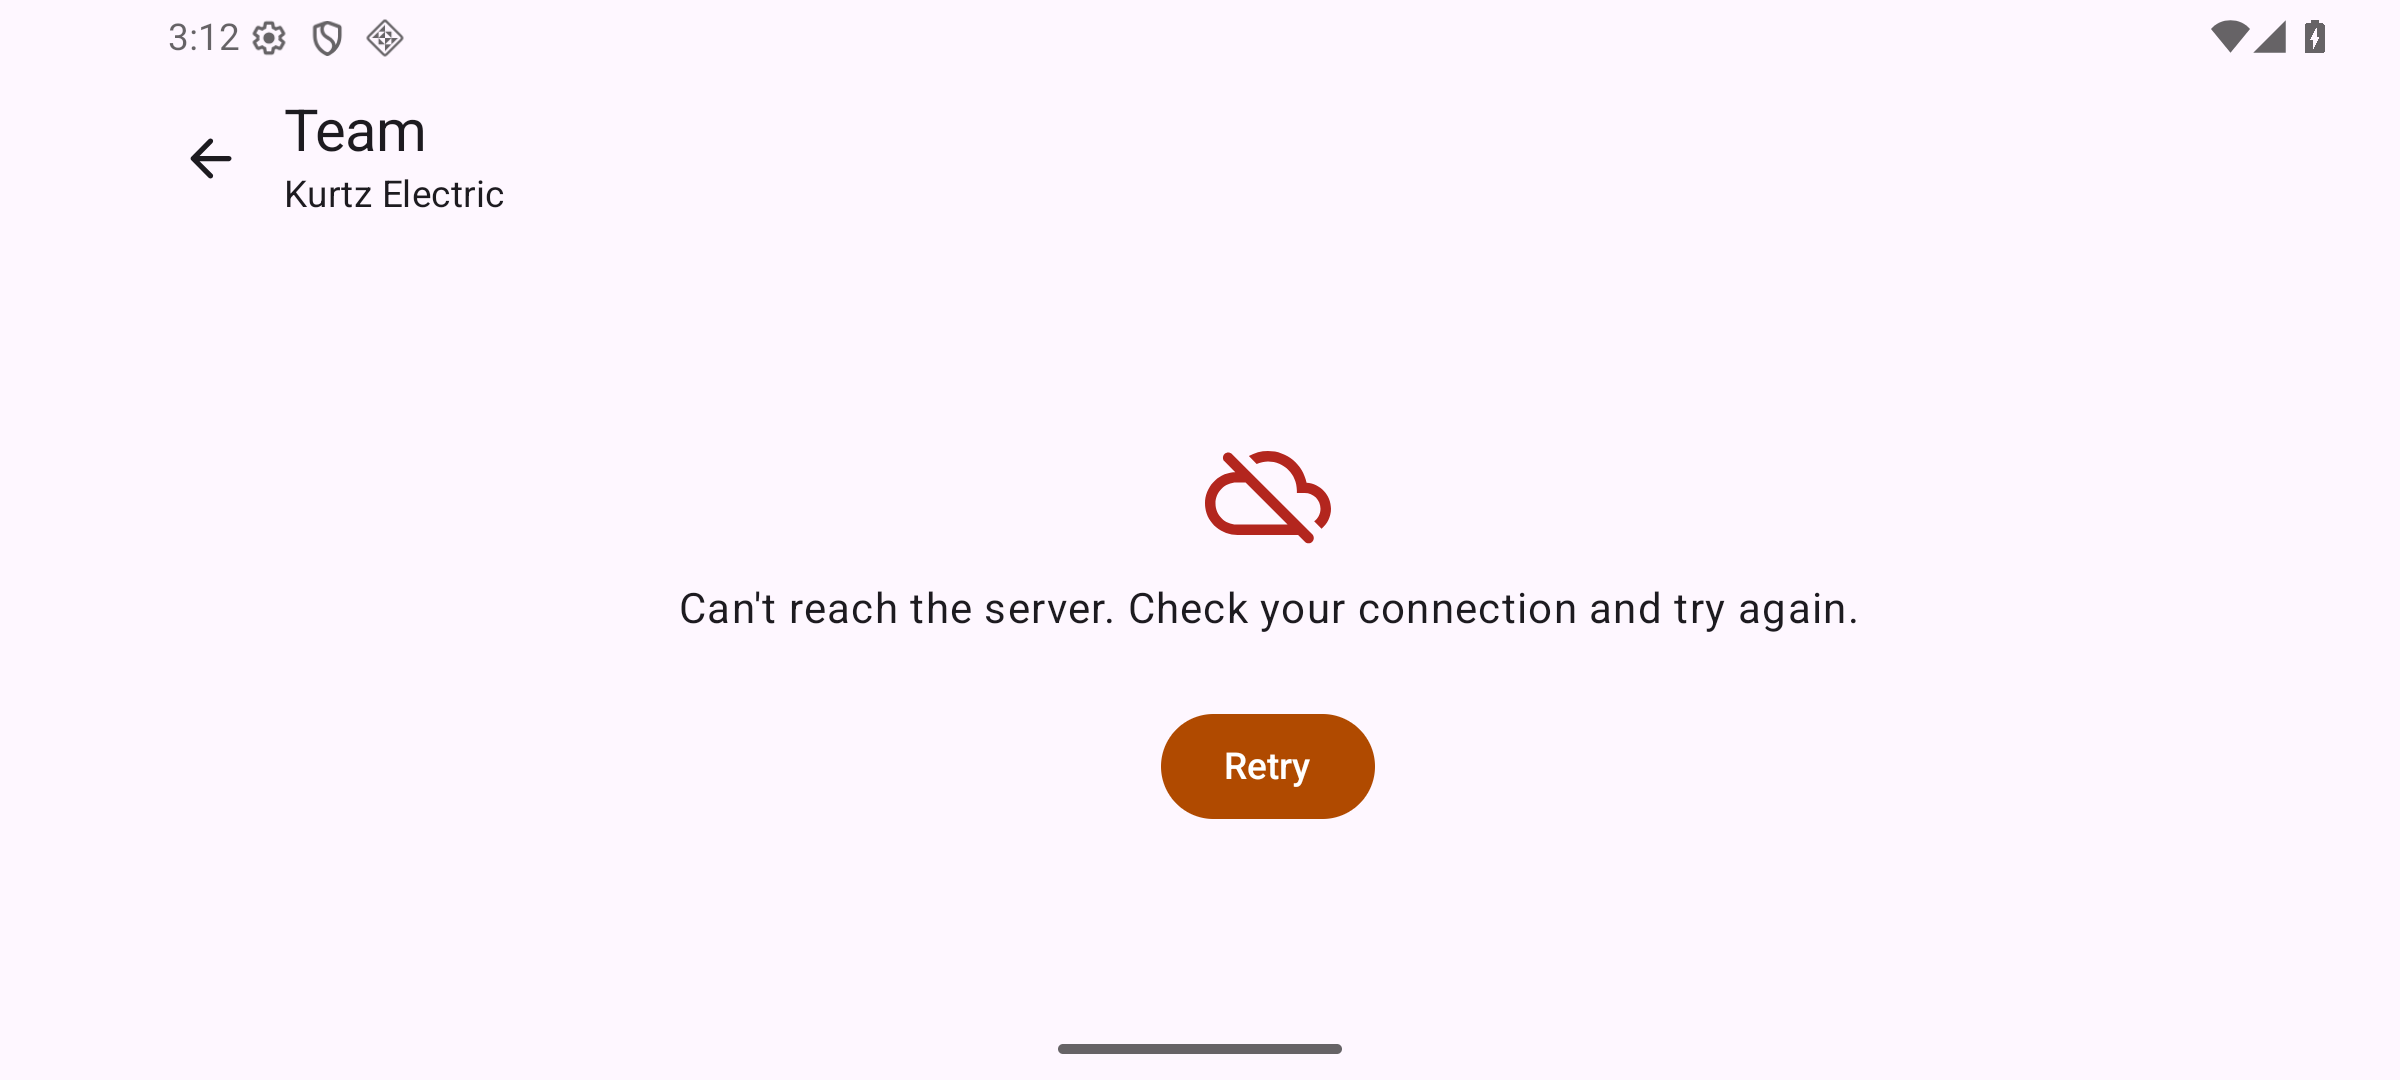 3:12
Team
Kurtz Electric
Can't reach the server. Check your connection and try again.
Retry